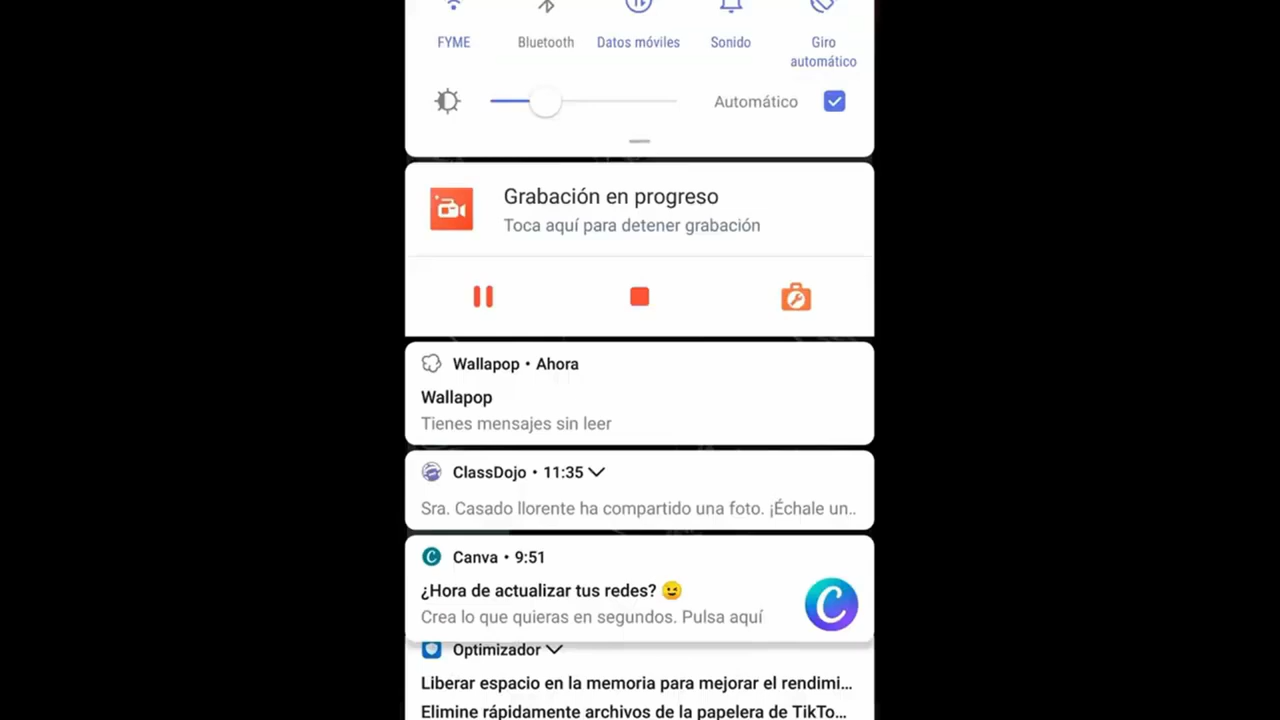 FYME
Bluetooth
Datos móviles
Sonido
Giro
automático
Automático
Grabación en progreso
Toca aquí para detener grabación
Wallapop • Ahora
Wallapop
Tienes mensajes sin leer
ClassDojo • 11:35
Sra. Casado llorente ha compartido una foto. ¡Échale un..
Canva • 9:51
¿Hora de actualizar tus redes? 😉
Crea lo que quieras en segundos. Pulsa aquí
Optimizador
Liberar espacio en la memoria para mejorar el rendimi...
Elimine rápidamente archivos de la papelera de TikTo...